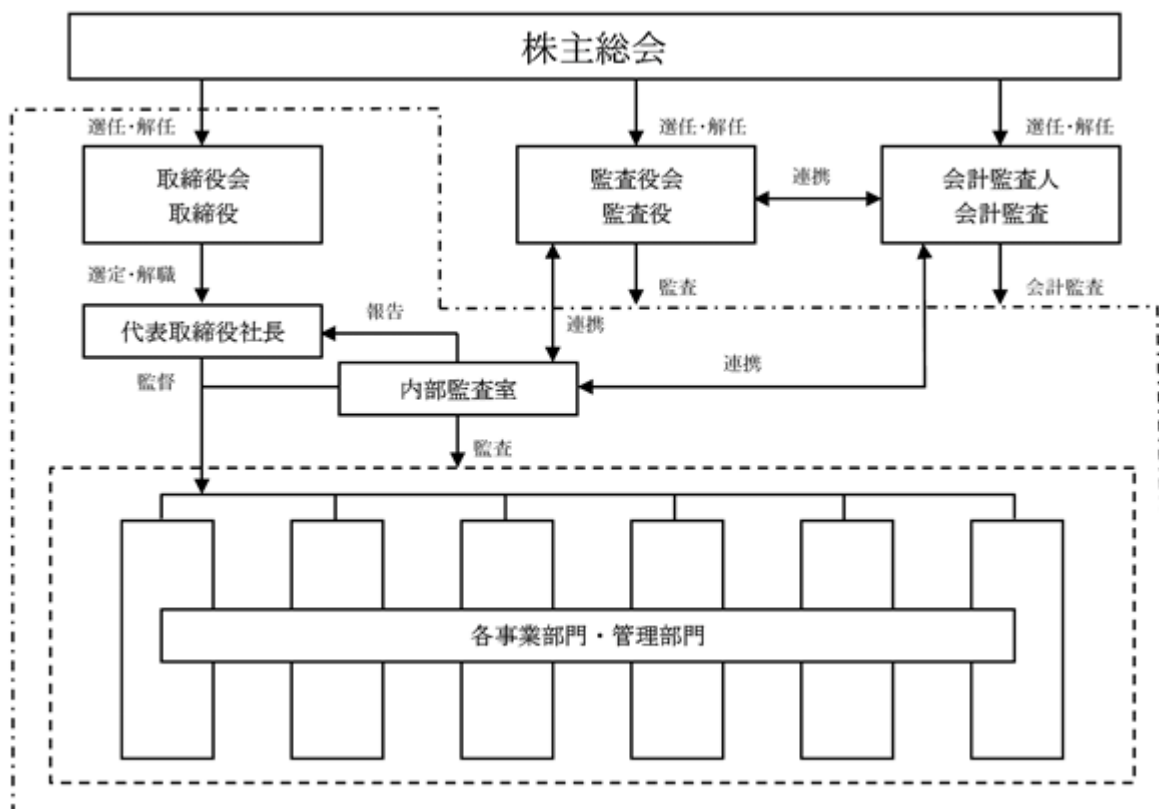 株主総会
選任・解任
選任・解任
選任・解任
取締役会
取締役
監査役会
監査役
連携
会計監査人
会計監査
選定・解職
監査
会計監査
代表取締役社長
報告
連携
監督
内部監査室
連携
監査
各事業部門・管理部門